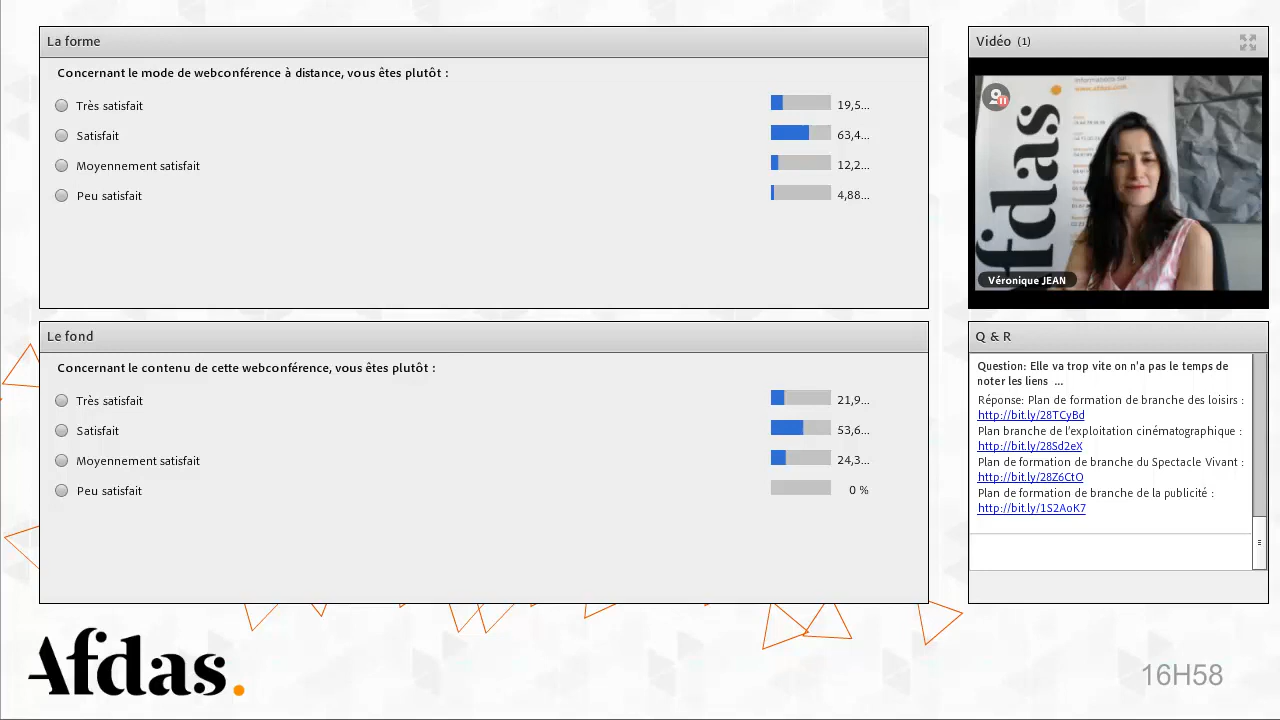 La forme
Concernant le mode de webconférence à distance, vous êtes plutôt :
Très satisfait 19,5...
Satisfait 63,4...
Moyennement satisfait 12,2...
Peu satisfait 4,88...
Le fond
Concernant le contenu de cette webconférence, vous êtes plutôt :
Très satisfait 21,9...
Satisfait 53,6...
Moyennement satisfait 24,3...
Peu satisfait 0 %
Vidéo (1)
afdas.
Véronique JEAN
Q & R
Question: Elle va trop vite on n'a pas le temps de
noter les liens ...
Réponse: Plan de formation de branche des loisirs :
http://bit.ly/28TCyBd
Plan branche de l'exploitation cinématographique :
http://bit.ly/28Sd2eX
Plan de formation de branche du Spectacle Vivant :
http://bit.ly/28Z6CtO
Plan de formation de branche de la publicité :
http://bit.ly/1S2AoK7
Afdas.
16H58